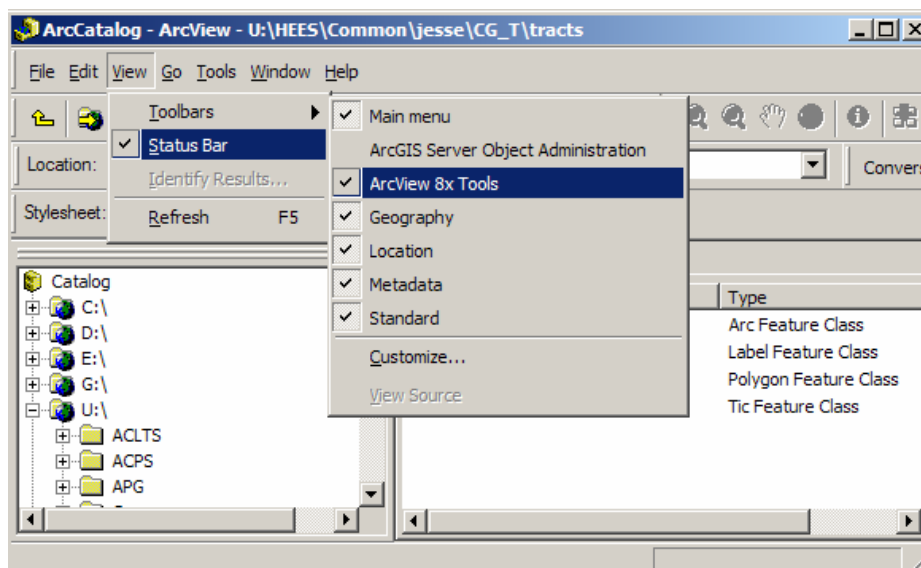 ArcCatalog - ArcView - U:\HEES\Common\jesse\CG_T\tracts
File Edit View Go Tools Window Help
Toolbars
Status Bar
Identify Results...
Refresh F5
Main menu
ArcGIS Server Object Administration
ArcView 8x Tools
Geography
Location
Metadata
Standard
Customize...
View Source
Location:
Convers
Stylesheet:
Catalog
C:\
D:\
E:\
G:\
U:\
ACLTS
ACPS
APG
Type
Arc Feature Class
Label Feature Class
Polygon Feature Class
Tic Feature Class